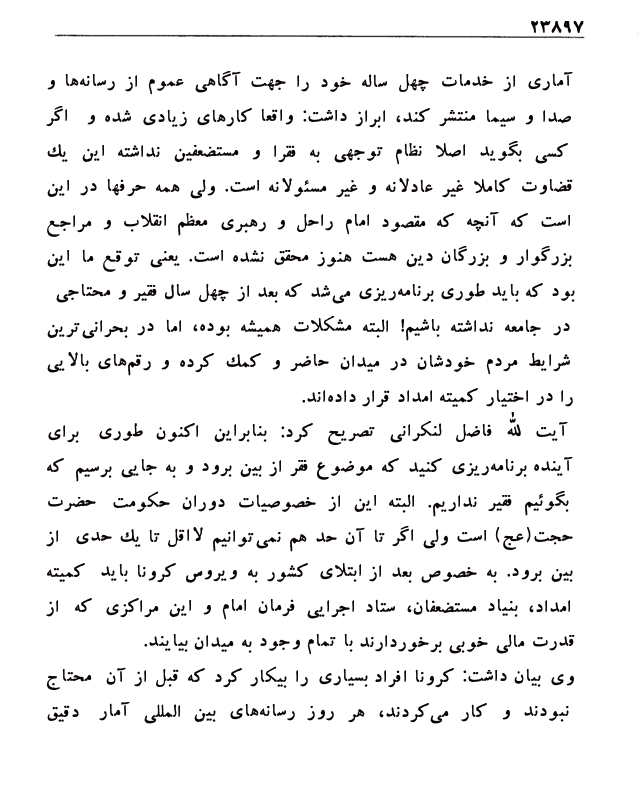 ۲۳۸۹۷
آماری از خدمات چهل ساله خود را جهت آگاهی عموم از رسانه‌ها و
صدا و سیما منتشر کند، ابراز داشت: واقعا کارهای زیادی شده و اگر
کسی بگوید اصلا نظام توجهی به فقرا و مستضعفین نداشته این یك
قضاوت کاملا غیر عادلانه و غیر مسئولانه است. ولی همه حرفها در این
است که آنچه که مقصود امام راحل و رهبری معظم انقلاب و مراجع
بزرگوار و بزرگان دین هست هنوز محقق نشده است. یعنی توقع ما این
بود که باید طوری برنامه‌ریزی می‌شد که بعد از چهل سال فقیر و محتاجی
در جامعه نداشته باشیم! البته مشکلات همیشه بوده، اما در بحرانی‌ترین
شرایط مردم خودشان در میدان حاضر و کمك کرده و رقم‌های بالایی
را در اختیار کمیته امداد قرار داده‌اند.
آیت لله فاضل لنکرانی تصریح کرد: بنابراین اکنون طوری برای
آینده برنامه‌ریزی کنید که موضوع فقر از بین برود و به جایی برسیم که
بگوئیم فقیر نداریم. البته این از خصوصیات دوران حکومت حضرت
حجت(عج) است ولی اگر تا آن حد هم نمی‌توانیم لااقل تا یك حدی از
بین برود. به خصوص بعد از ابتلای کشور به ویروس کرونا باید کمیته
امداد، بنیاد مستضعفان، ستاد اجرایی فرمان امام و این مراکزی که از
قدرت مالی خوبی برخوردارند با تمام وجود به میدان بیایند.
وی بیان داشت: کرونا افراد بسیاری را بیکار کرد که قبل از آن محتاج
نبودند و کار می‌کردند، هر روز رسانه‌های بین المللی آمار دقیق